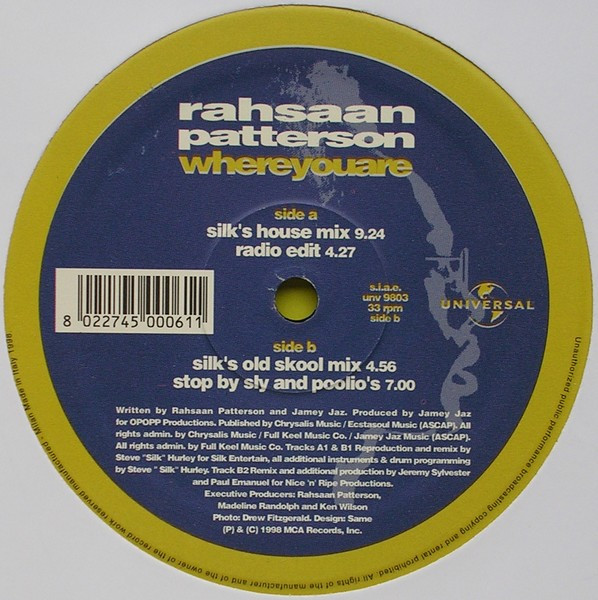 rahsaan
patterson
whereyouare
side a
silk's house mix 9.24
radio edit 4.27
s.i.a.e.
unv 9803
33 rpm
side b
UNIVERSAL
8 022745 000611
side b
silk's old skool mix 4.56
stop by sly and poolio's 7.00
Written by Rahsaan Patterson and Jamey Jaz. Produced by Jamey Jaz
for OPOPP Productions. Published by Chrysalis Music / Ecstasoul Music (ASCAP). All
rights admin. by Chrysalis Music / Full Keel Music Co. / Jamey Jaz Music (ASCAP).
All rights admin. by Full Keel Music Co. Tracks A1 & B1 Reproduction and remix by
Steve "Silk" Hurley for Silk Entertain, all additional instruments & drum programming
by Steve "Silk" Hurley. Track B2 Remix and additional production by Jeremy Sylvester
and Paul Emanuel for Nice 'n' Ripe Productions.
Executive Producers: Rahsaan Patterson,
Madeline Randolph and Ken Wilson
Photo: Drew Fitzgerald. Design: Same
(P) & (C) 1998 MCA Records, Inc.
Unauthorized public performance broadcasting copying and rental prohibited. All rights of the manufacturer and of the owner of the record work reserved manufactured: Milan Made in Italy 1998